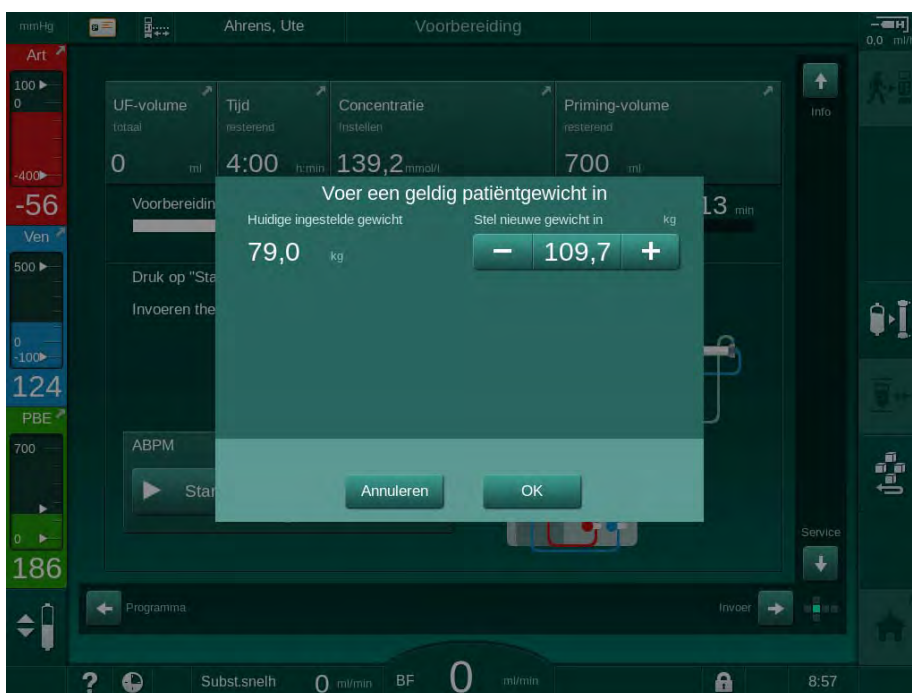 mmHg
Ahrens, Ute
Voorbereiding
0,0 ml/
Art
100
0
-400
-56
Ven
500
0
-100
124
PBE
700
0
186
UF-volume
totaal
0 ml
Tijd
resterend
4:00 h:min
Concentratie
Instellen
139,2 mmol/l
Priming-volume
resterend
700 ml
Info
Voorbereidin
13 min
Druk op "Sta
Invoeren the
Voer een geldig patiëntgewicht in
Huidige ingestelde gewicht
79,0 kg
Stel nieuwe gewicht in kg
− 109,7 +
Annuleren
OK
ABPM
Star
Service
Programma
Invoer
?
Subst.snelh 0 ml/min
BF 0 ml/min
8:57